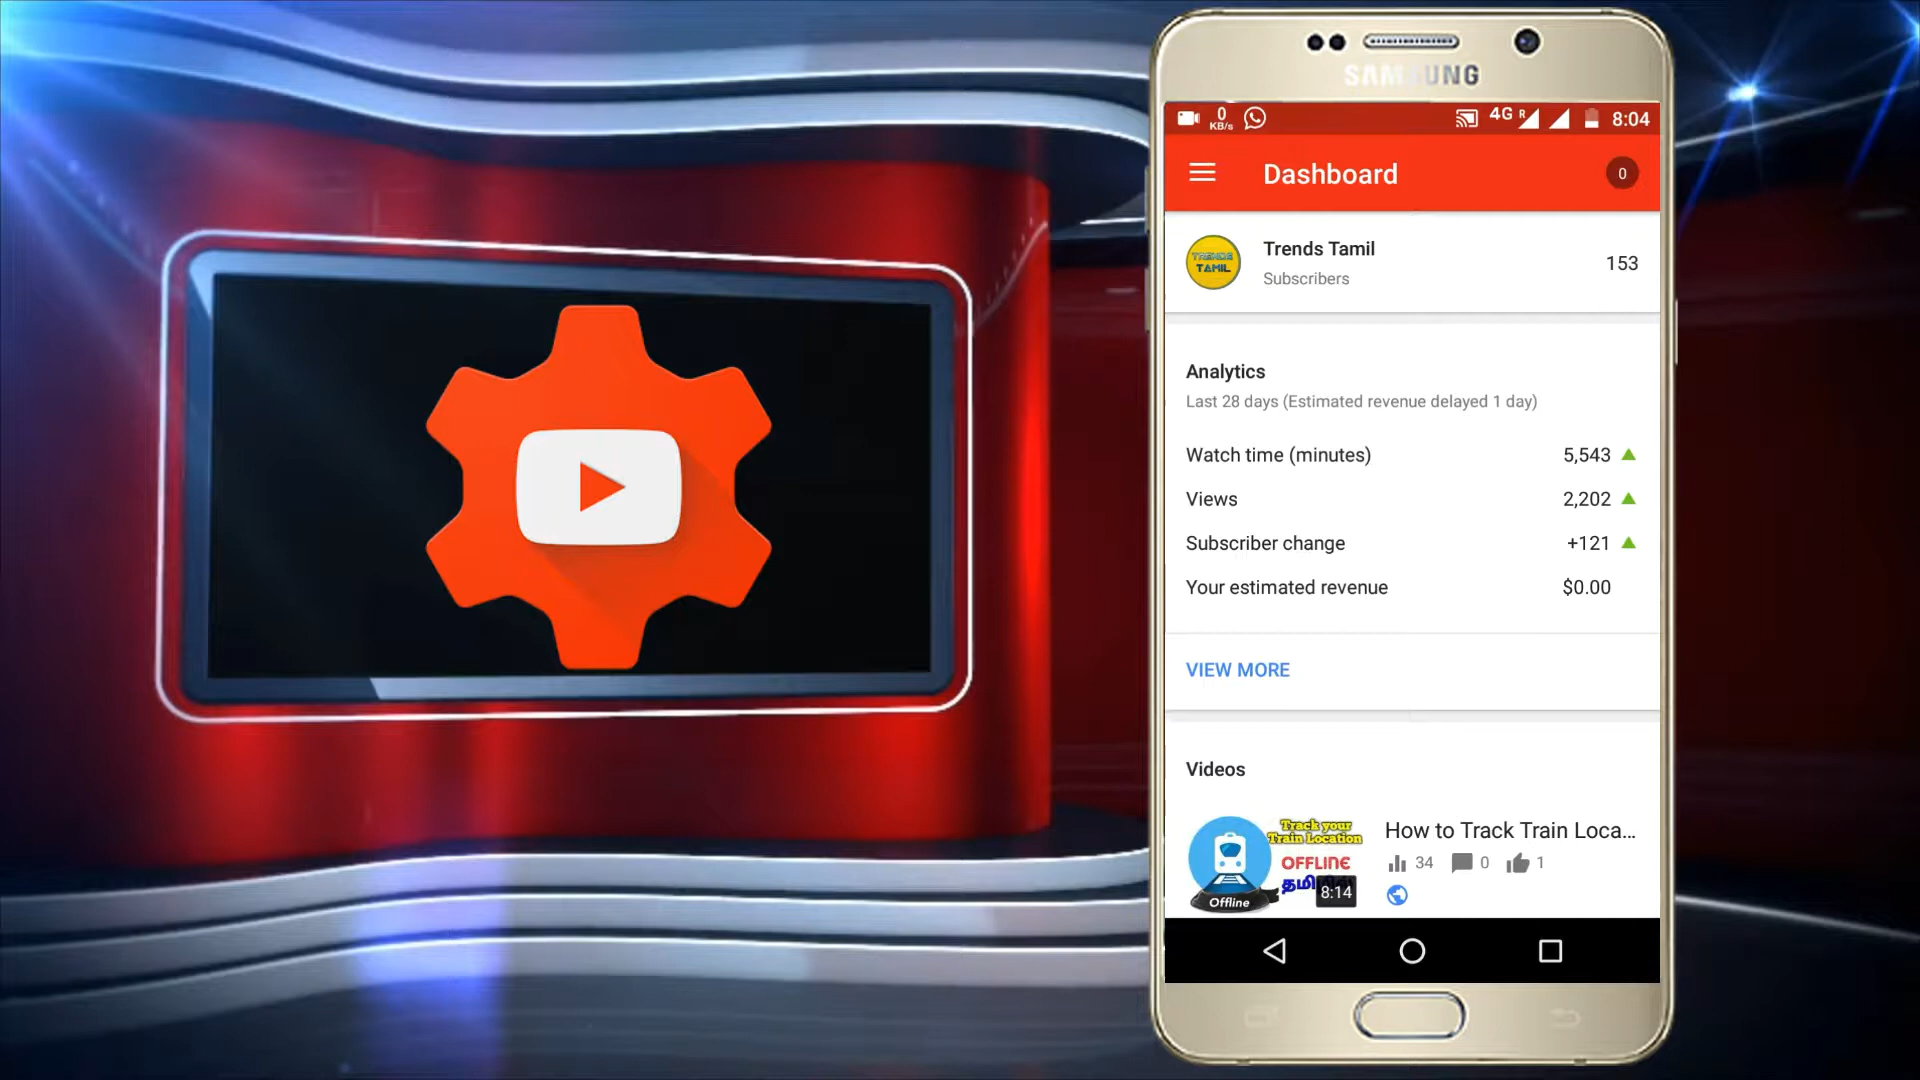 SAMSUNG
0
KB/s
4G R
8:04
Dashboard
0
TRENDS
TAMIL
Trends Tamil
153
Subscribers
Analytics
Last 28 days (Estimated revenue delayed 1 day)
Watch time (minutes) 5,543
Views 2,202
Subscriber change +121
Your estimated revenue $0.00
VIEW MORE
Videos
Track your
Train Location
OFFLINE
Offline
8:14
How to Track Train Loca...
34 0 1